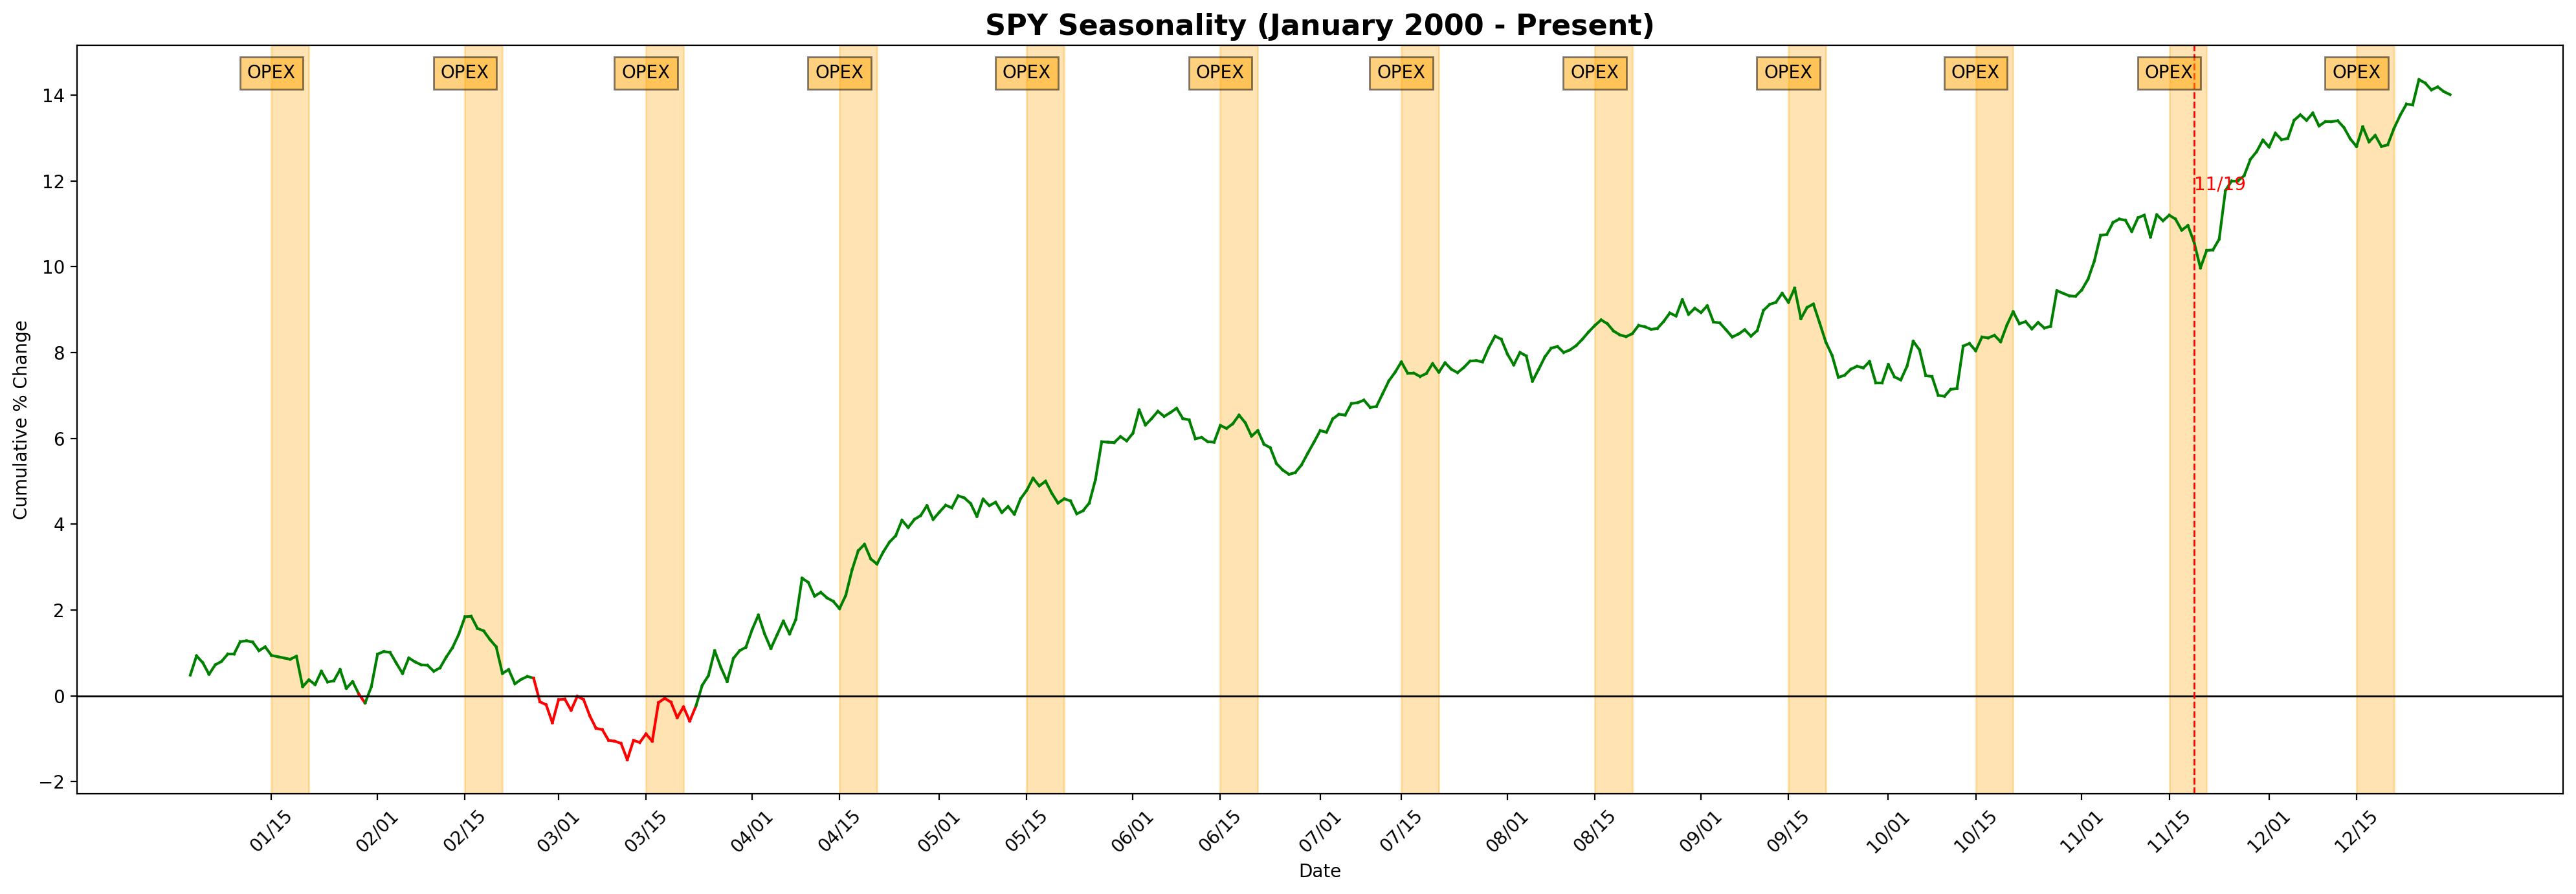 SPY Seasonality (January 2000 - Present)
OPEX OPEX OPEX OPEX OPEX OPEX OPEX OPEX OPEX OPEX OPEX OPEX
14
12
11/19
10
8
6
4
2
0
−2
Cumulative % Change
01/15 02/01 02/15 03/01 03/15 04/01 04/15 05/01 05/15 06/01 06/15 07/01 07/15 08/01 08/15 09/01 09/15 10/01 10/15 11/01 11/15 12/01 12/15
Date